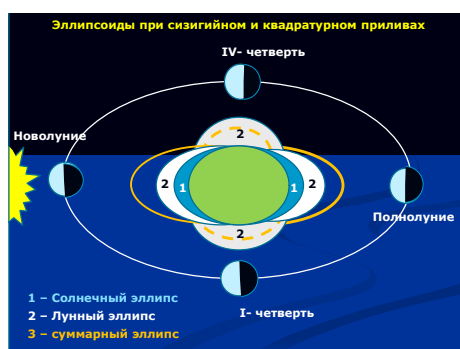 Эллипсоиды при сизигийном и квадратурном приливах
IV- четверть
Новолуние
2
2
1
1
2
2
Полнолуние
I- четверть
1 – Солнечный эллипс
2 – Лунный эллипс
3 – суммарный эллипс